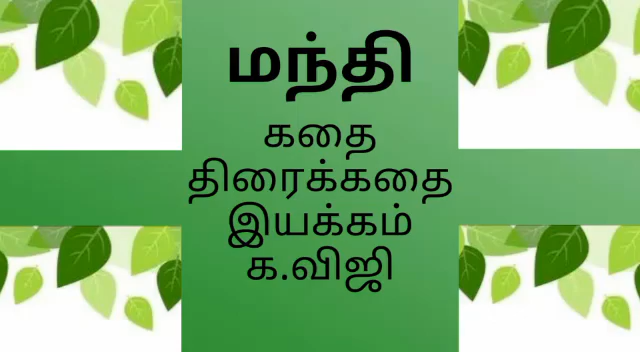 மந்தி
கதை
திரைக்கதை
இயக்கம்
க.விஜி